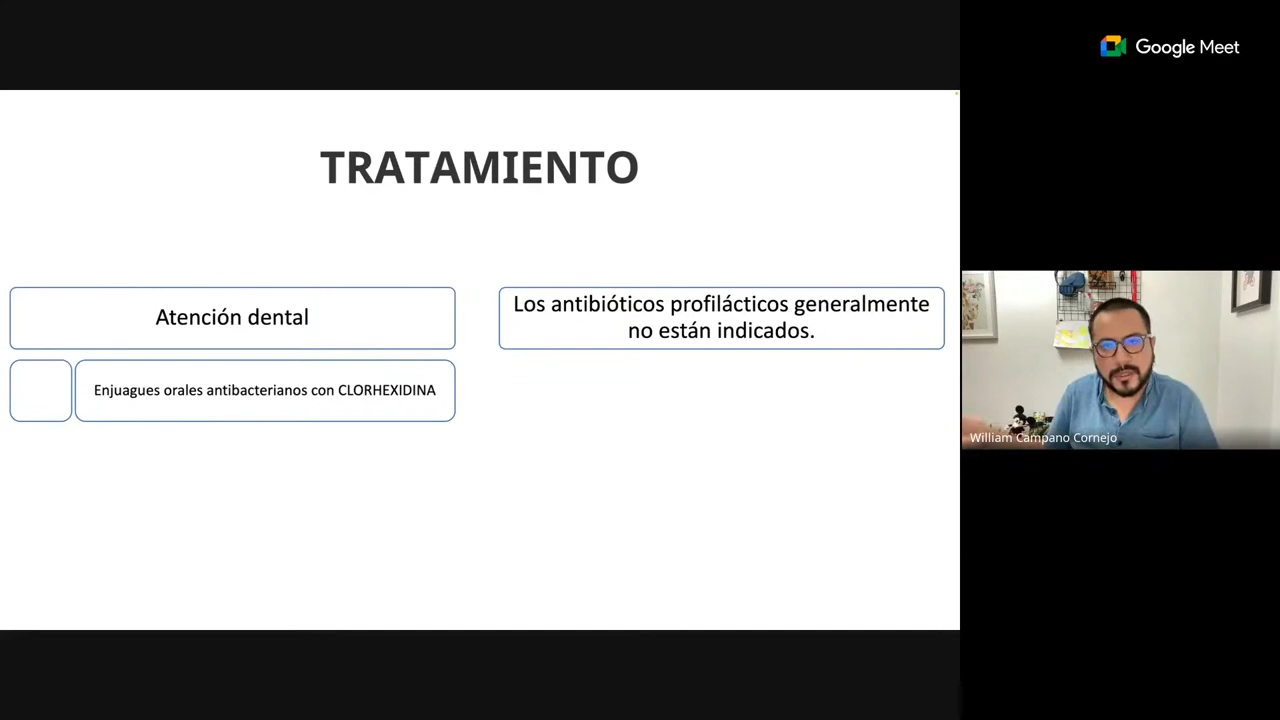 Google Meet
TRATAMIENTO
Atención dental
Los antibióticos profilácticos generalmente
no están indicados.
Enjuagues orales antibacterianos con CLORHEXIDINA
William Campano Cornejo